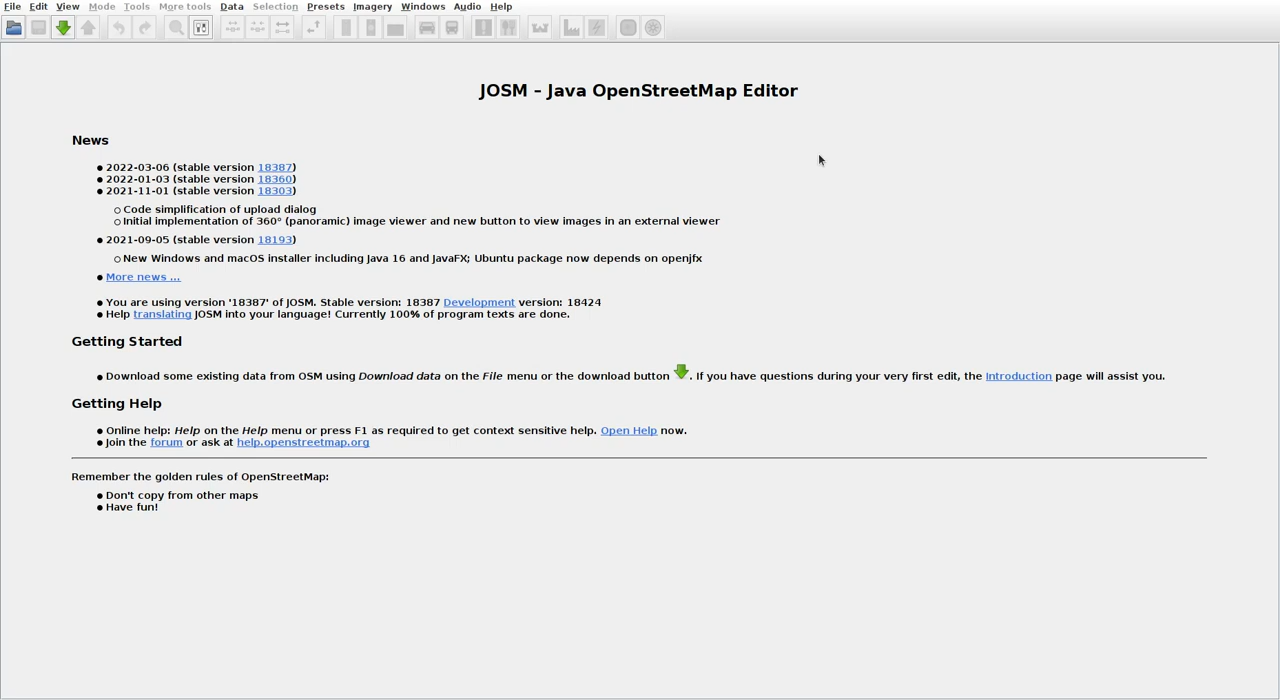 File Edit View Mode Tools More tools Data Selection Presets Imagery Windows Audio Help
JOSM – Java OpenStreetMap Editor
News
2022-03-06 (stable version 18387)
2022-01-03 (stable version 18360)
2021-11-01 (stable version 18303)
Code simplification of upload dialog
Initial implementation of 360° (panoramic) image viewer and new button to view images in an external viewer
2021-09-05 (stable version 18193)
New Windows and macOS installer including Java 16 and JavaFX; Ubuntu package now depends on openjfx
More news ...
You are using version '18387' of JOSM. Stable version: 18387 Development version: 18424
Help translating JOSM into your language! Currently 100% of program texts are done.
Getting Started
Download some existing data from OSM using Download data on the File menu or the download button . If you have questions during your very first edit, the Introduction page will assist you.
Getting Help
Online help: Help on the Help menu or press F1 as required to get context sensitive help. Open Help now.
Join the forum or ask at help.openstreetmap.org
Remember the golden rules of OpenStreetMap:
Don't copy from other maps
Have fun!